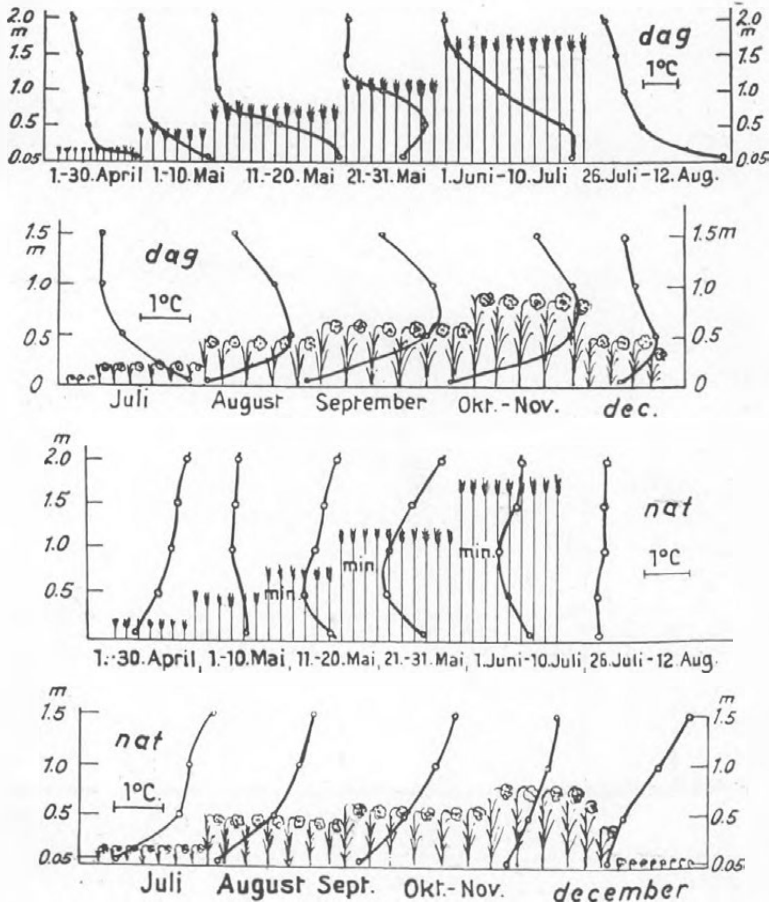 2.0 dag 2.0
m m
1.5 1°C 1.5
1.0 1.0
0.5 0.5
0.05 0.05
1.-30.April 1.-10.Mai 11.-20.Mai 21.-31.Mai 1.Juni-10.Juli 26.Juli-12.Aug.
1.5 1.5m
m dag
1.0 1°C 1.0
0.5 0.5
0 0
Juli August September Okt.-Nov. dec.
m
2.0
1.5 nat
1.0 min. min. 1°C
0.5 min.
1.-30.April, 1.-10.Mai, 11.-20.Mai, 21.-31.Mai, 1.Juni-10.Juli, 26.Juli-12.Aug.
m m
1.5 1.5
nat
1.0 1.0
1°C.
0.5 0.5
0.05 0.05
Juli August Sept. Okt.-Nov. december